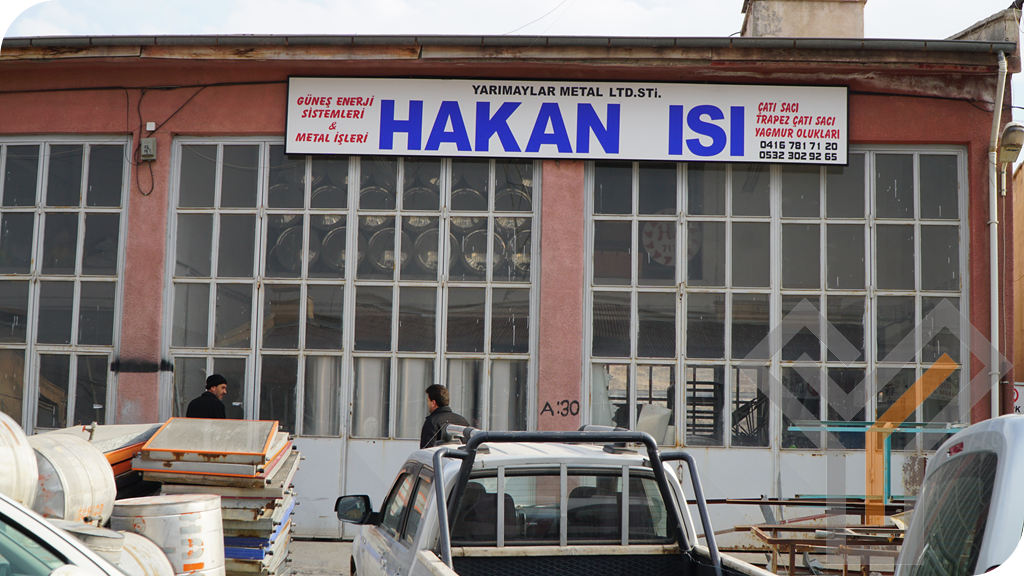 YARIMAYLAR METAL LTD.STİ.
GÜNEŞ ENERJİ
SİSTEMLERİ
&
METAL İŞLERİ
HAKAN ISI
ÇATI SACI
TRAPEZ ÇATI SACI
YAGMUR OLUKLARI
0416 781 71 20
0532 302 92 65
A:30